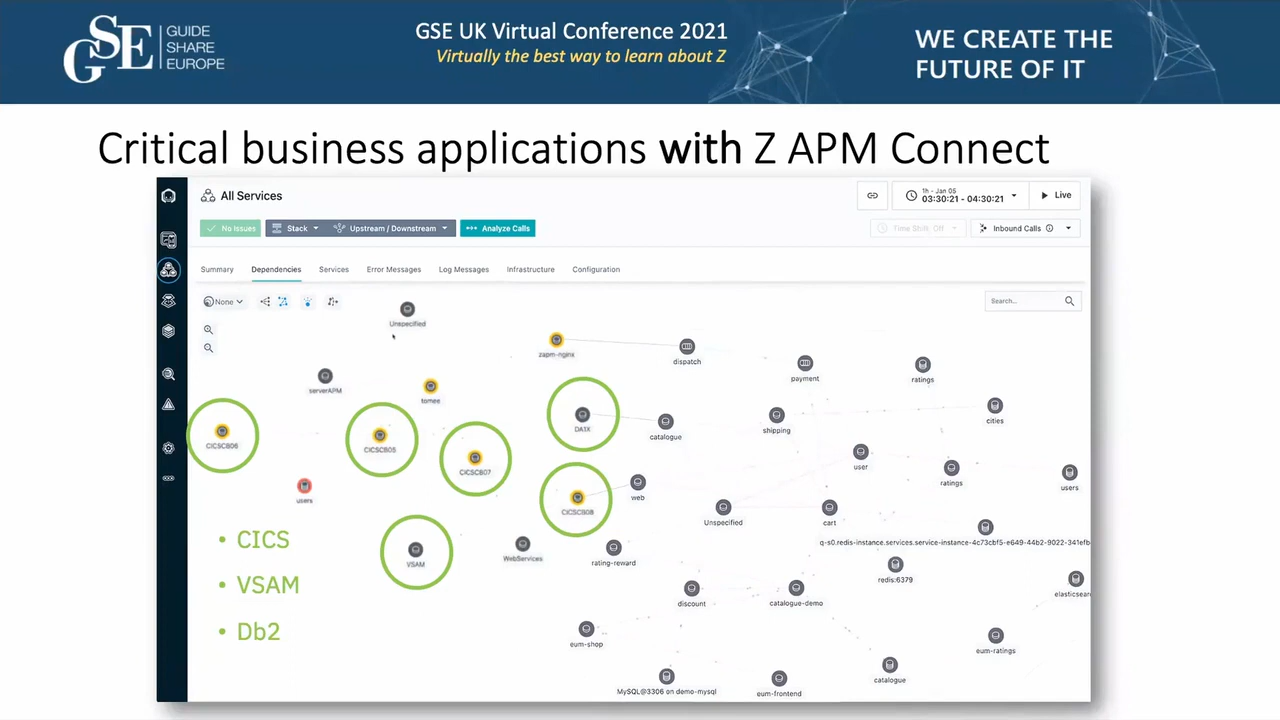 GSE
GUIDE
SHARE
EUROPE
GSE UK Virtual Conference 2021
Virtually the best way to learn about Z
WE CREATE THE
FUTURE OF IT
Critical business applications with Z APM Connect
All Services
1h - Jan 05
03:30:21 - 04:30:21
Live
No Issues
Stack
Upstream / Downstream
Analyze Calls
Time Shift: Off
Inbound Calls
Summary
Dependencies
Services
Error Messages
Log Messages
Infrastructure
Configuration
None
Search...
Unspecified
zapm-nginx
dispatch
payment
ratings
serverAPM
tomee
DA1X
catalogue
shipping
cities
CICSCB06
CICSCB05
CICSCB07
user
ratings
users
users
CICSCB08
web
Unspecified
cart
q-s0.redis-instance.services.service-instance-4c73cbf5-e649-44b2-9022-341efb
VSAM
WebServices
rating-reward
redis:6379
discount
catalogue-demo
elasticsear
eum-shop
eum-ratings
MySQL@3306 on demo-mysql
eum-frontend
catalogue
• CICS
• VSAM
• Db2